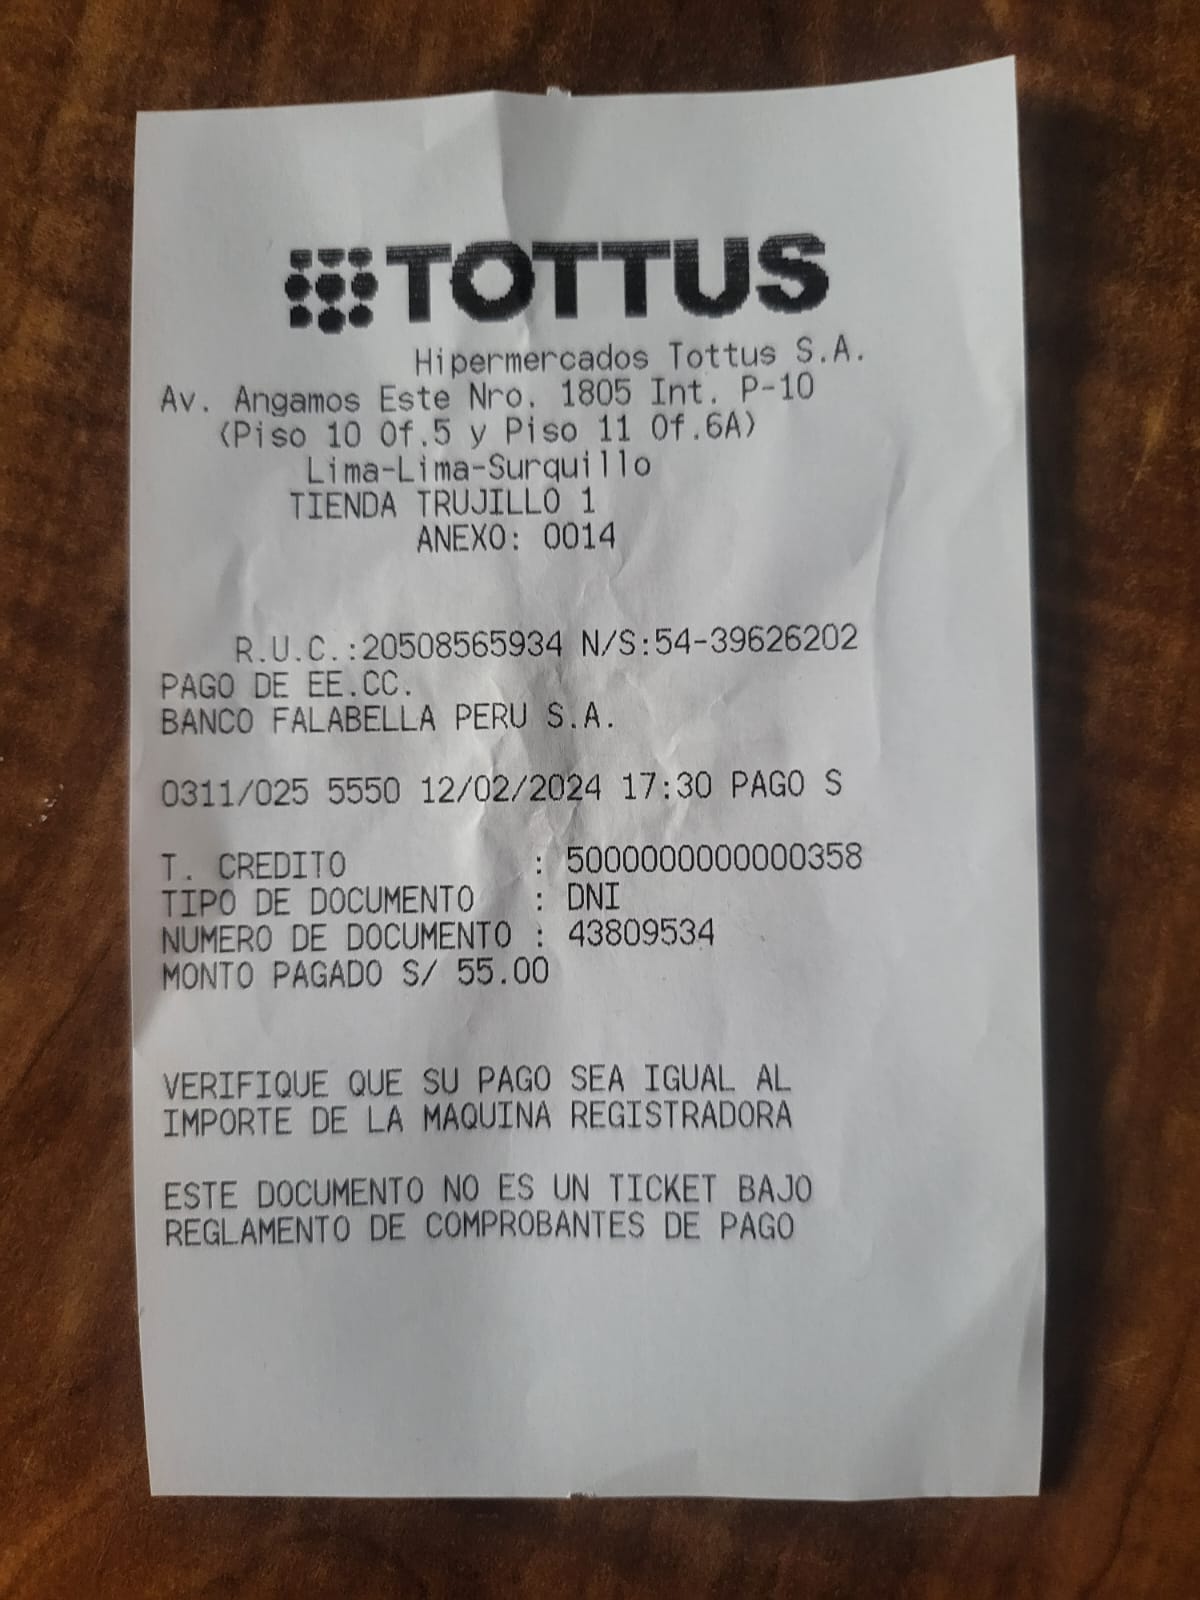 TOTTUS
Hipermercados Tottus S.A.
Av. Angamos Este Nro. 1805 Int. P-10
(Piso 10 Of.5 y Piso 11 Of.6A)
Lima-Lima-Surquillo
TIENDA TRUJILLO 1
ANEXO: 0014
R.U.C.:20508565934 N/S:54-39626202
PAGO DE EE.CC.
BANCO FALABELLA PERU S.A.
0311/025 5550 12/02/2024 17:30 PAGO S
T. CREDITO : 5000000000000358
TIPO DE DOCUMENTO : DNI
NUMERO DE DOCUMENTO : 43809534
MONTO PAGADO S/ 55.00
VERIFIQUE QUE SU PAGO SEA IGUAL AL
IMPORTE DE LA MAQUINA REGISTRADORA
ESTE DOCUMENTO NO ES UN TICKET BAJO
REGLAMENTO DE COMPROBANTES DE PAGO